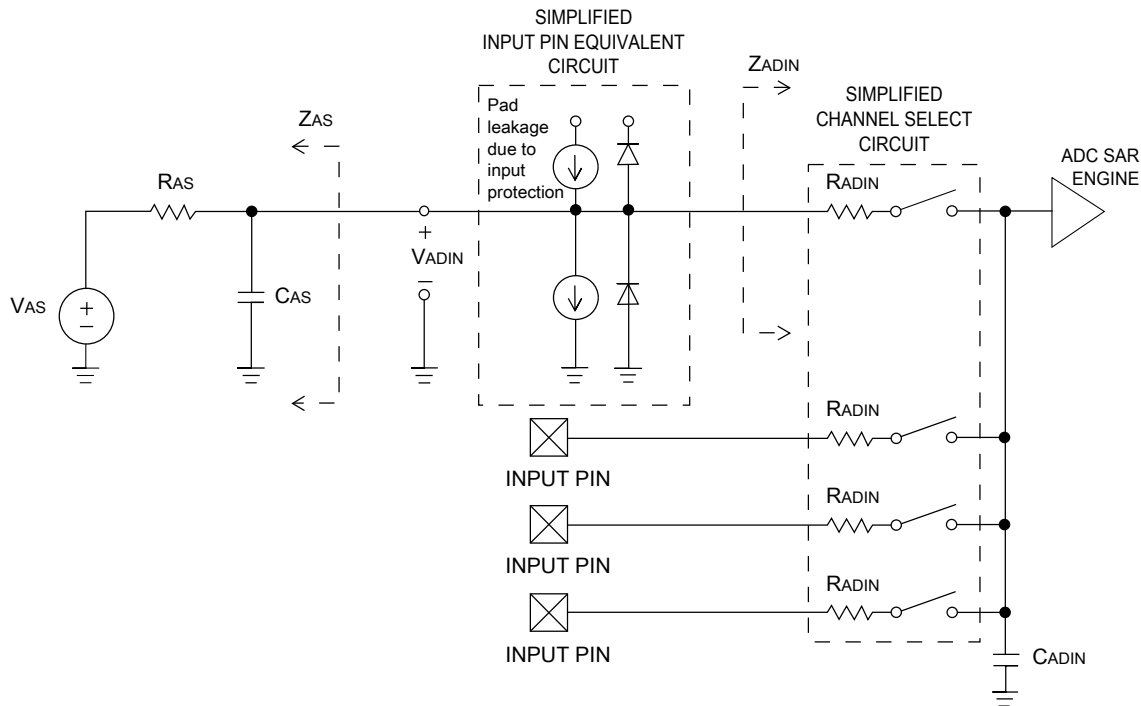 SIMPLIFIED
INPUT PIN EQUIVALENT
CIRCUIT
ZADIN
SIMPLIFIED
CHANNEL SELECT
CIRCUIT
Pad
leakage
due to
input
protection
ZAS
ADC SAR
ENGINE
RAS
RADIN
+
VADIN
–
VAS
+
–
CAS
RADIN
INPUT PIN
RADIN
INPUT PIN
RADIN
INPUT PIN
CADIN